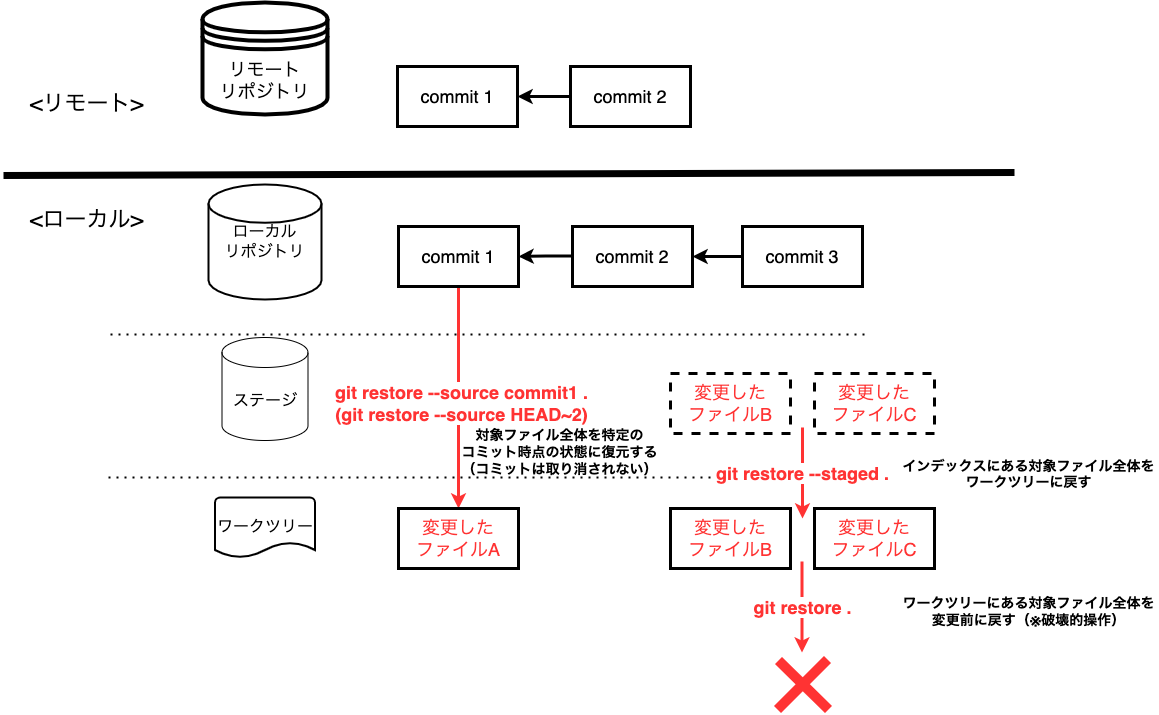 リモート
リポジトリ
<リモート>
commit 1
commit 2
<ローカル>
ローカル
リポジトリ
commit 1
commit 2
commit 3
ステージ
git restore --source commit1 .
(git restore --source HEAD~2)
対象ファイル全体を特定の
コミット時点の状態に復元する
（コミットは取り消されない）
変更した
ファイルB
変更した
ファイルC
git restore --staged .
インデックスにある対象ファイル全体を
ワークツリーに戻す
ワークツリー
変更した
ファイルA
変更した
ファイルB
変更した
ファイルC
git restore .
ワークツリーにある対象ファイル全体を
変更前に戻す（※破壊的操作）